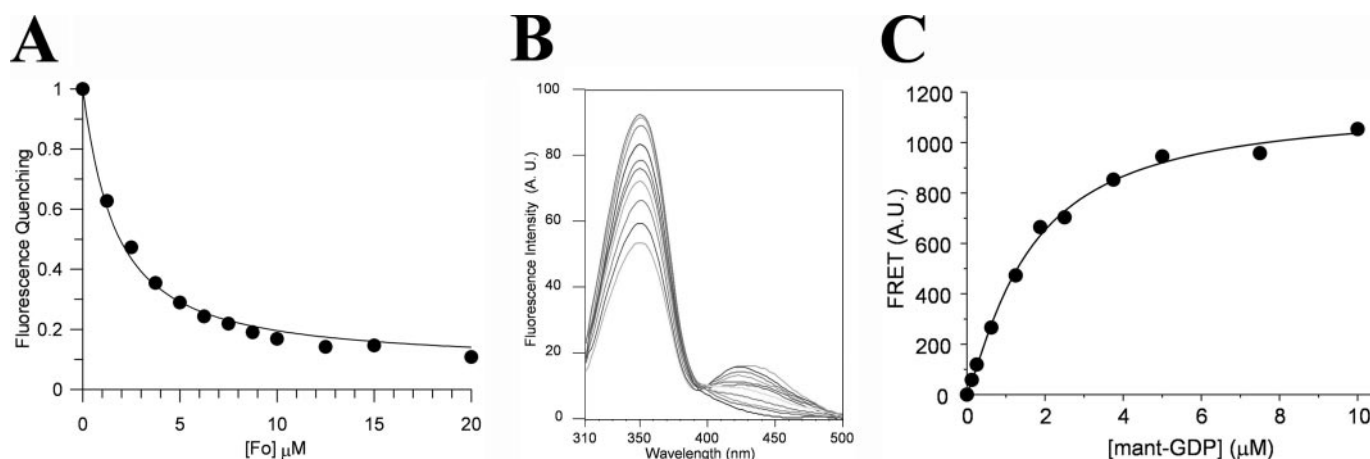 A
Fluorescence Quenching
1
0.8
0.6
0.4
0.2
0
0 5 10 15 20
[Fo] μM
B
Fluorescence Intensity (A. U.)
100
80
60
40
20
0
310 400 450 500
Wavelength (nm)
C
FRET (A.U.)
1200
1000
800
600
400
200
0
0 2 4 6 8 10
[mant-GDP] (μM)